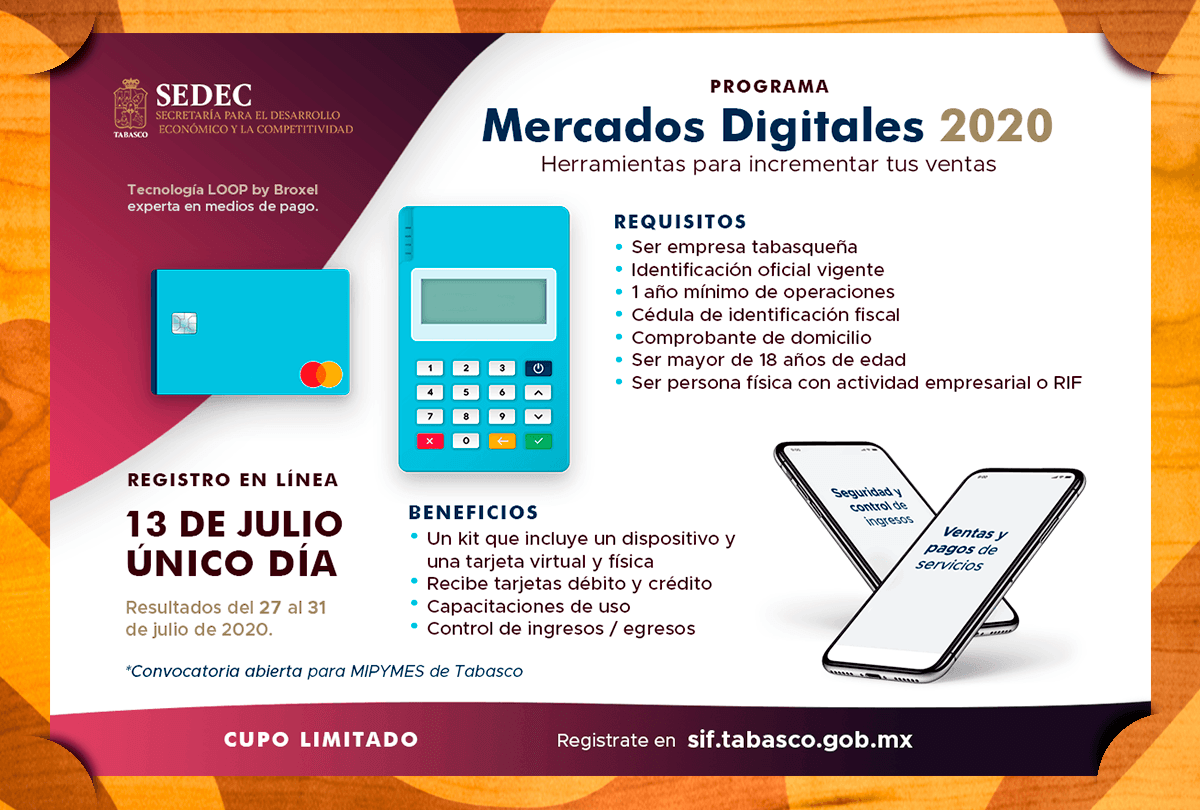 SEDEC
SECRETARÍA PARA EL DESARROLLO
ECONÓMICO Y LA COMPETITIVIDAD
TABASCO
Tecnología LOOP by Broxel
experta en medios de pago.
PROGRAMA
Mercados Digitales 2020
Herramientas para incrementar tus ventas
REQUISITOS
• Ser empresa tabasqueña
• Identificación oficial vigente
• 1 año mínimo de operaciones
• Cédula de identificación fiscal
• Comprobante de domicilio
• Ser mayor de 18 años de edad
• Ser persona física con actividad empresarial o RIF
1 2 3
4 5 6
7 8 9
0
REGISTRO EN LÍNEA
13 DE JULIO
ÚNICO DÍA
Resultados del 27 al 31
de julio de 2020.
BENEFICIOS
• Un kit que incluye un dispositivo y
una tarjeta virtual y física
• Recibe tarjetas débito y crédito
• Capacitaciones de uso
• Control de ingresos / egresos
Seguridad y
control de
ingresos
Ventas y
pagos de
servicios
*Convocatoria abierta para MIPYMES de Tabasco
CUPO LIMITADO
Registrate en sif.tabasco.gob.mx